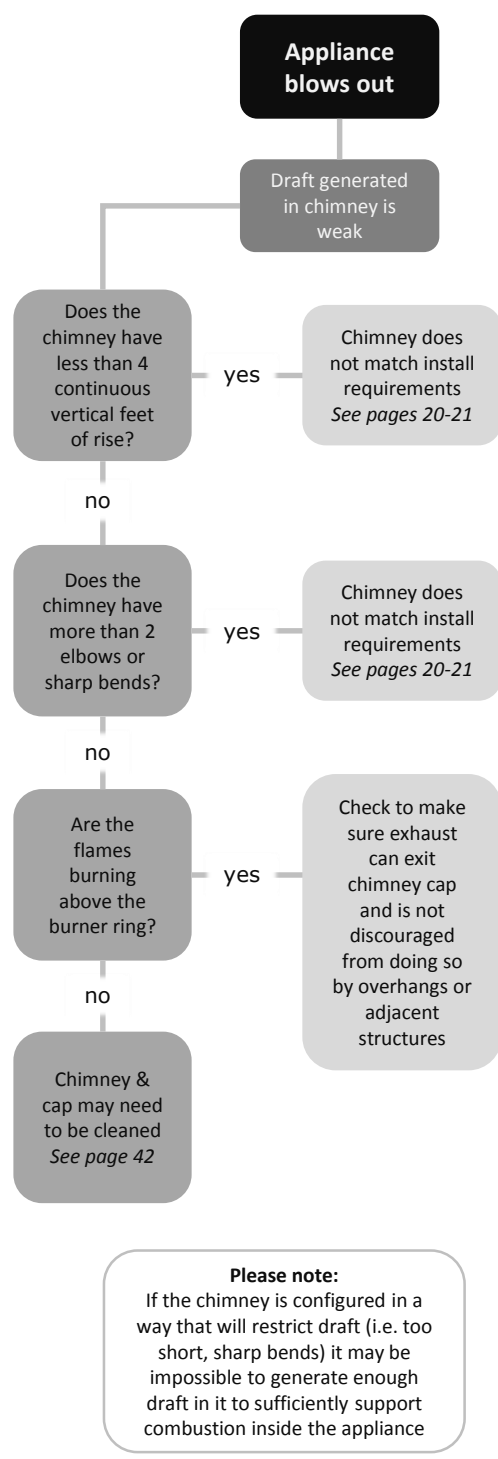 Appliance
blows out
Draft generated
in chimney is
weak
Does the
chimney have
less than 4
continuous
vertical feet
of rise?
yes
Chimney does
not match install
requirements
See pages 20-21
no
Does the
chimney have
more than 2
elbows or
sharp bends?
yes
Chimney does
not match install
requirements
See pages 20-21
no
Are the
flames
burning
above the
burner ring?
yes
Check to make
sure exhaust
can exit
chimney cap
and is not
discouraged
from doing so
by overhangs or
adjacent
structures
no
Chimney &
cap may need
to be cleaned
See page 42
Please note:
If the chimney is configured in a
way that will restrict draft (i.e. too
short, sharp bends) it may be
impossible to generate enough
draft in it to sufficiently support
combustion inside the appliance